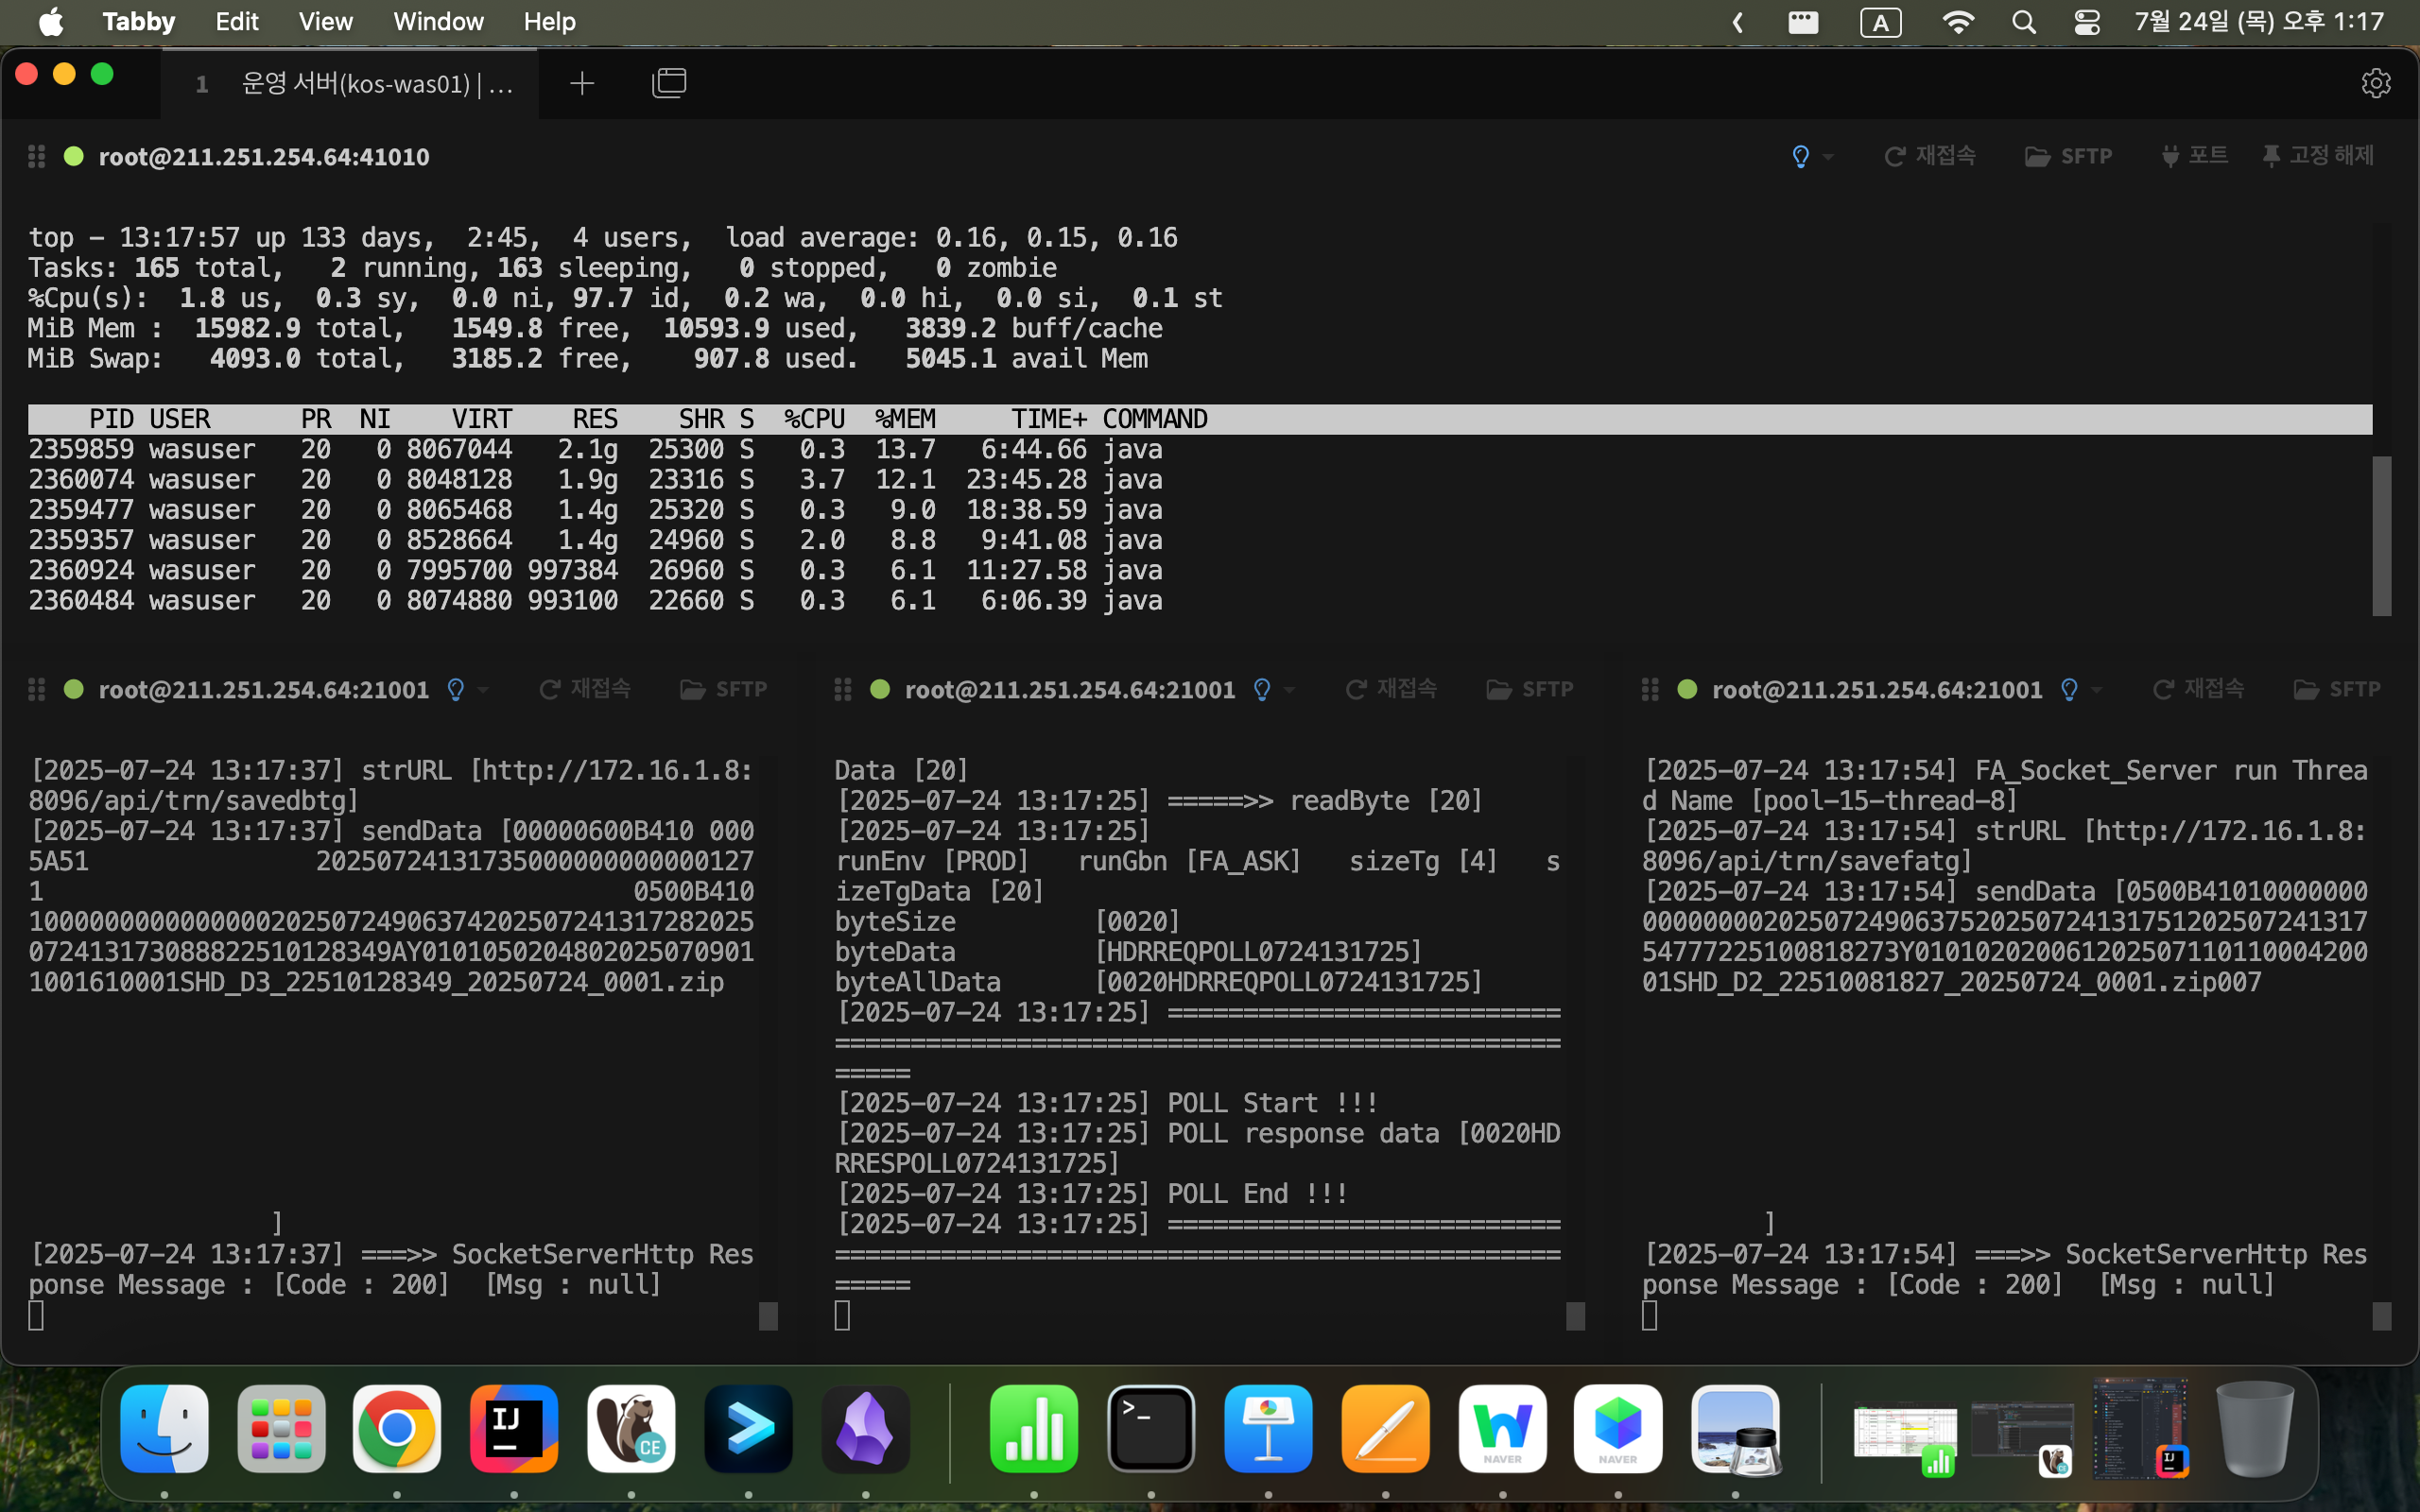 Tabby Edit View Window Help
A 7월 24일 (목) 오후 1:17
1 운영 서버(kos-was01) | …
root@211.251.254.64:41010 재접속 SFTP 포트 고정 해제
top - 13:17:57 up 133 days,  2:45,  4 users,  load average: 0.16, 0.15, 0.16
Tasks: 165 total,   2 running, 163 sleeping,   0 stopped,   0 zombie
%Cpu(s):  1.8 us,  0.3 sy,  0.0 ni, 97.7 id,  0.2 wa,  0.0 hi,  0.0 si,  0.1 st
MiB Mem :  15982.9 total,   1549.8 free,  10593.9 used,   3839.2 buff/cache
MiB Swap:   4093.0 total,   3185.2 free,    907.8 used.   5045.1 avail Mem
PID USER      PR  NI    VIRT    RES    SHR S  %CPU  %MEM     TIME+ COMMAND
2359859 wasuser   20   0 8067044   2.1g  25300 S   0.3  13.7   6:44.66 java
2360074 wasuser   20   0 8048128   1.9g  23316 S   3.7  12.1  23:45.28 java
2359477 wasuser   20   0 8065468   1.4g  25320 S   0.3   9.0  18:38.59 java
2359357 wasuser   20   0 8528664   1.4g  24960 S   2.0   8.8   9:41.08 java
2360924 wasuser   20   0 7995700 997384  26960 S   0.3   6.1  11:27.58 java
2360484 wasuser   20   0 8074880 993100  22660 S   0.3   6.1   6:06.39 java
root@211.251.254.64:21001 재접속 SFTP
[2025-07-24 13:17:37] strURL [http://172.16.1.8:
8096/api/trn/savedbtg]
[2025-07-24 13:17:37] sendData [00000600B410 000
5A51               20250724131735000000000000127
1                                       0500B410
100000000000000020250724906374202507241317282025
0724131730888225101283​49AY0101050204802025070901
1001610001SHD_D3_22510128349_20250724_0001.zip
]
[2025-07-24 13:17:37] ===>> SocketServerHttp Res
ponse Message : [Code : 200]  [Msg : null]
root@211.251.254.64:21001 재접속 SFTP
Data [20]
[2025-07-24 13:17:25] =====>> readByte [20]
[2025-07-24 13:17:25]
runEnv [PROD]   runGbn [FA_ASK]   sizeTg [4]   s
izeTgData [20]
byteSize         [0020]
byteData         [HDRREQPOLL0724131725]
byteAllData      [0020HDRREQPOLL0724131725]
[2025-07-24 13:17:25] ==========================
================================================
=====
[2025-07-24 13:17:25] POLL Start !!!
[2025-07-24 13:17:25] POLL response data [0020HD
RRESPOLL0724131725]
[2025-07-24 13:17:25] POLL End !!!
[2025-07-24 13:17:25] ==========================
================================================
=====
root@211.251.254.64:21001 재접속 SFTP
[2025-07-24 13:17:54] FA_Socket_Server run Threa
d Name [pool-15-thread-8]
[2025-07-24 13:17:54] strURL [http://172.16.1.8:
8096/api/trn/savefatg]
[2025-07-24 13:17:54] sendData [0500B41010000000
000000002025072490637520250724131751202507241317
54777225100818273Y010102020061202507110110004200
01SHD_D2_22510081827_20250724_0001.zip007
]
[2025-07-24 13:17:54] ===>> SocketServerHttp Res
ponse Message : [Code : 200]  [Msg : null]
IJ
CE
>_
NAVER
NAVER